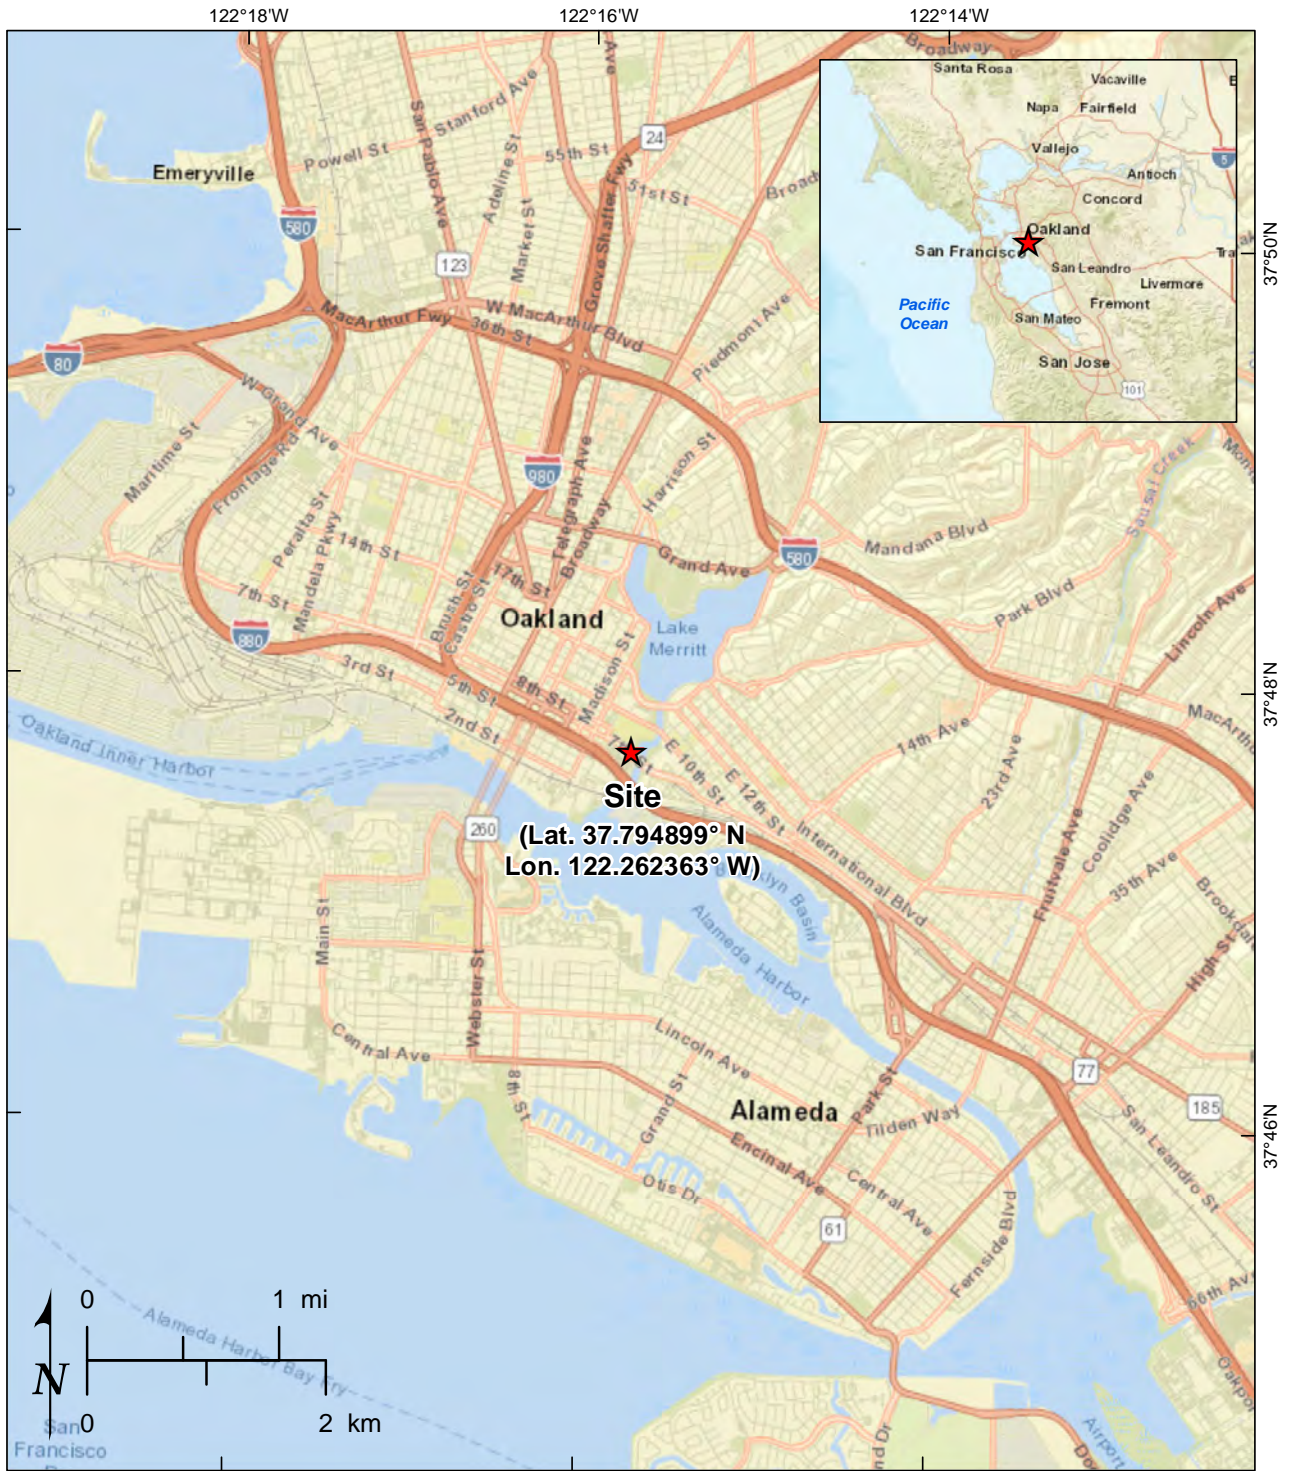 122°18'W
122°16'W
122°14'W
37°50'N
37°48'N
37°46'N
Broadway
Santa Rosa
Vacaville
Napa
Fairfield
Vallejo
5
Antioch
Concord
Oakland
San Francisco
San Leandro
Livermore
Pacific
Ocean
Fremont
San Mateo
San Jose
101
Ave
San Pablo Ave
Stanford Ave
24
Powell St
Adeline St
55th St
51st St
Emeryville
Market St
Grove Shafter Fwy
580
123
MacArthur Fwy
W MacArthur Blvd
36th St
Piedmont Ave
80
W Grand Ave
Maritime St
Frontage Rd
Harrison St
980
Telegraph Ave
Broadway
Sausal Creek
Peralta St
Mandela Pkwy
14th St
17th St
Grand Ave
580
Mandana Blvd
7th St
Brush St
Castro St
Oakland
Park Blvd
Lincoln Ave
880
Lake
Merritt
3rd St
5th St
8th St
Madison St
2nd St
14th Ave
23rd Ave
Oakland Inner Harbor
E 10th St
E 12th St
Site
(Lat. 37.794899° N
Lon. 122.262363° W)
260
International Blvd
Fruitvale Ave
Coolidge Ave
35th Ave
High St
Alameda Harbor
Main St
Webster St
Central Ave
Lincoln Ave
8th St
Grand St
Park St
77
Alameda
Tilden Way
185
San Leandro St
Encinal Ave
Otis Dr
Central Ave
61
Fernside Blvd
66th Ave
0
1 mi
Alameda Harbor Bay Fry
N
0
2 km
San
Francisco
Airport